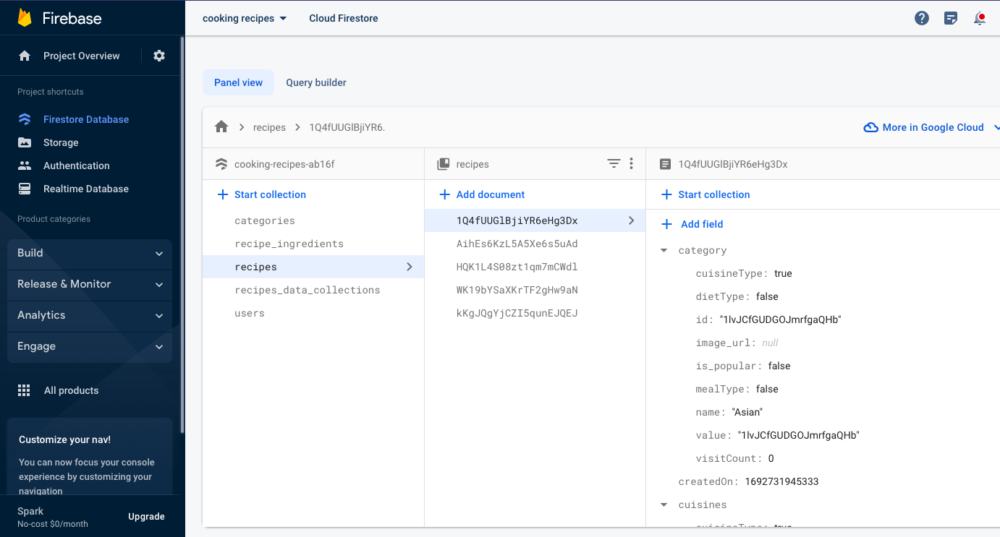 Firebase
Project Overview
Project shortcuts
Firestore Database
Storage
Authentication
Realtime Database
Product categories
Build
Release & Monitor
Analytics
Engage
All products
Customize your nav!
You can now focus your console
experience by customizing your
navigation
Spark
No-cost $0/month
Upgrade
cooking recipes
Cloud Firestore
Panel view
Query builder
recipes
1Q4fUUGlBjiYR6.
More in Google Cloud
cooking-recipes-ab16f
Start collection
categories
recipe_ingredients
recipes
recipes_data_collections
users
recipes
Add document
1Q4fUUGlBjiYR6eHg3Dx
AihEs6KzL5A5Xe6s5uAd
HQK1L4S08zt1qm7mCWdl
WK19bYSaXKrTF2gHw9aN
kKgJQgYjCZI5qunEJQEJ
1Q4fUUGlBjiYR6eHg3Dx
Start collection
Add field
category
cuisineType: true
dietType: false
id: "1lvJCfGUDGOJmrfgaQHb"
image_url: null
is_popular: false
mealType: false
name: "Asian"
value: "1lvJCfGUDGOJmrfgaQHb"
visitCount: 0
createdOn: 1692731945333
cuisines
cuisineType: true